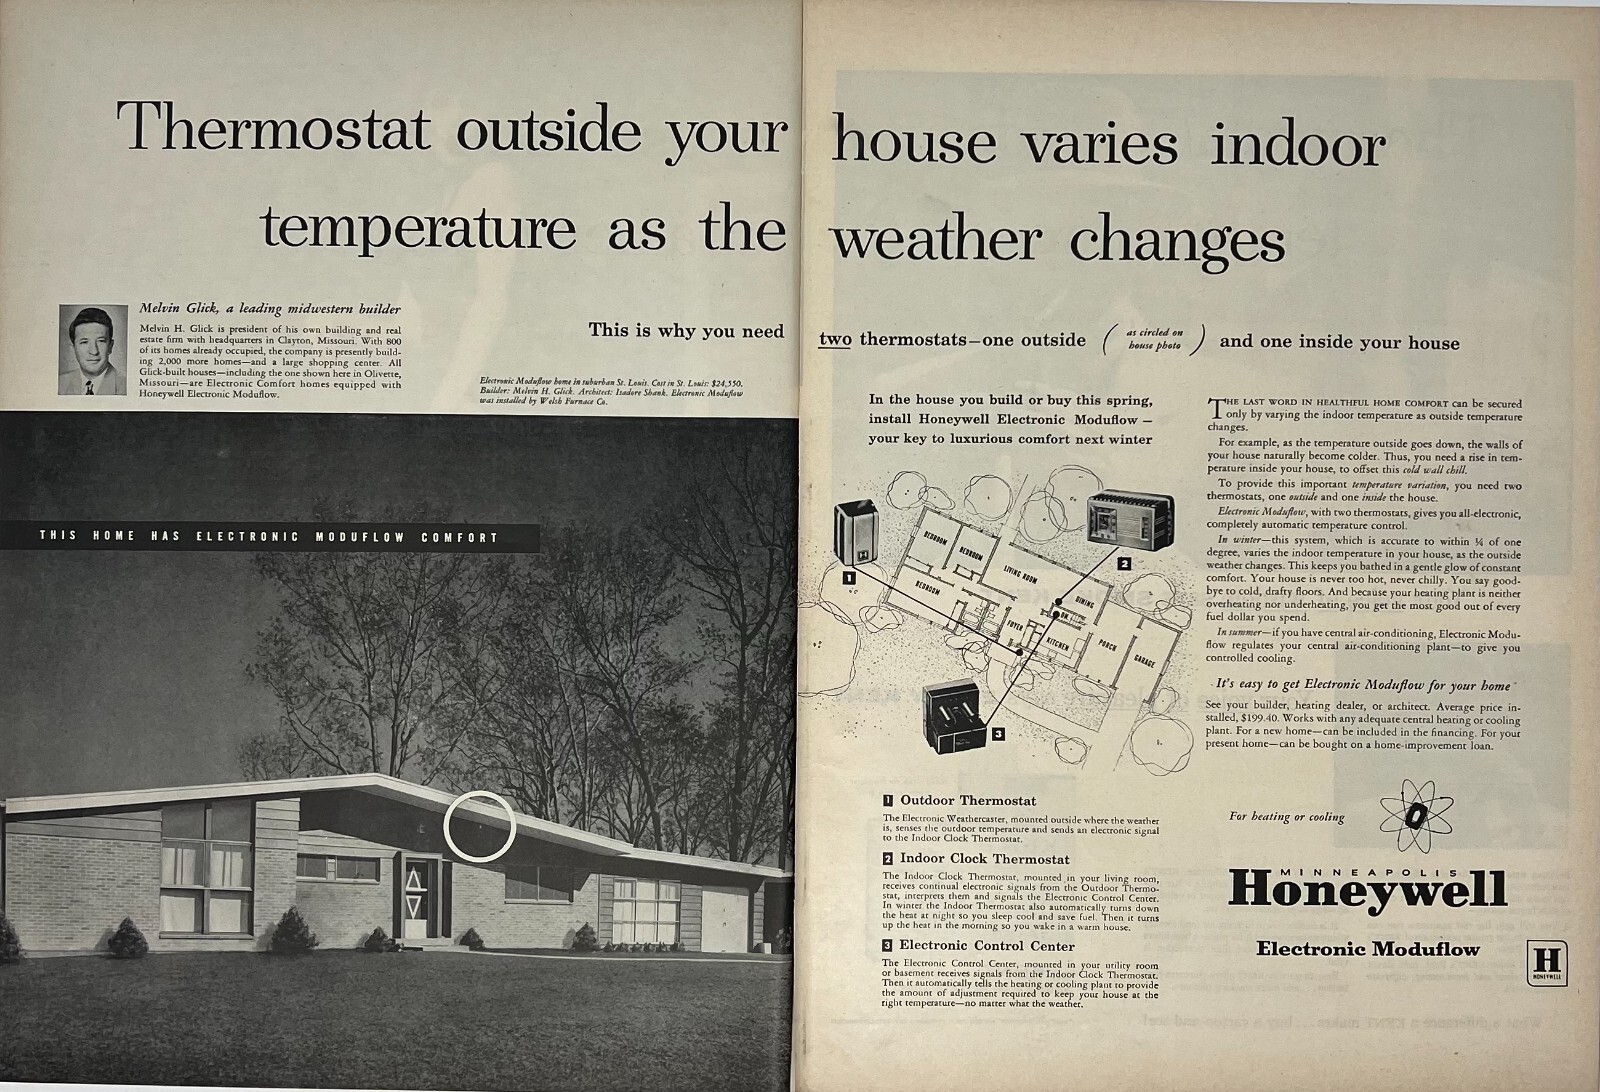 Thermostat outside your house varies indoor
temperature as the weather changes
Melvin Glick, a leading midwestern builder
Melvin H. Glick is president of his own building and real
estate firm with headquarters in Clayton, Missouri. With 800
of its homes already occupied, the company is presently build-
ing 2,000 more homes—and a large shopping center. All
Glick-built houses—including the one shown here in Olivette,
Missouri—are Electronic Comfort homes equipped with
Honeywell Electronic Moduflow.
This is why you need two thermostats—one outside (as circled on house photo) and one inside your house
Electronic Moduflow home in suburban St. Louis. Cost in St. Louis: $24,550.
Builder: Melvin H. Glick. Architect: Isadore Shank. Electronic Moduflow
was installed by Welsh Furnace Co.
THIS HOME HAS ELECTRONIC MODUFLOW COMFORT
In the house you build or buy this spring,
install Honeywell Electronic Moduflow —
your key to luxurious comfort next winter
1
2
3
BEDROOM
BEDROOM
BEDROOM
LIVING ROOM
DINING
FOYER
KITCHEN
PORCH
GARAGE
1 Outdoor Thermostat
The Electronic Weathercaster, mounted outside where the weather
is, senses the outdoor temperature and sends an electronic signal
to the Indoor Clock Thermostat.
2 Indoor Clock Thermostat
The Indoor Clock Thermostat, mounted in your living room,
receives continual electronic signals from the Outdoor Thermo-
stat, interprets them and signals the Electronic Control Center.
In winter the Indoor Thermostat also automatically turns down
the heat at night so you sleep cool and save fuel. Then it turns
up the heat in the morning so you wake in a warm house.
3 Electronic Control Center
The Electronic Control Center, mounted in your utility room
or basement receives signals from the Indoor Clock Thermostat.
Then it automatically tells the heating or cooling plant to provide
the amount of adjustment required to keep your house at the
right temperature—no matter what the weather.
THE LAST WORD IN HEALTHFUL HOME COMFORT can be secured
only by varying the indoor temperature as outside temperature
changes.
For example, as the temperature outside goes down, the walls of
your house naturally become colder. Thus, you need a rise in tem-
perature inside your house, to offset this cold wall chill.
To provide this important temperature variation, you need two
thermostats, one outside and one inside the house.
Electronic Moduflow, with two thermostats, gives you all-electronic,
completely automatic temperature control.
In winter—this system, which is accurate to within ¼ of one
degree, varies the indoor temperature in your house, as the outside
weather changes. This keeps you bathed in a gentle glow of constant
comfort. Your house is never too hot, never chilly. You say good-
bye to cold, drafty floors. And because your heating plant is neither
overheating nor underheating, you get the most good out of every
fuel dollar you spend.
In summer—if you have central air-conditioning, Electronic Modu-
flow regulates your central air-conditioning plant—to give you
controlled cooling.
It's easy to get Electronic Moduflow for your home
See your builder, heating dealer, or architect. Average price in-
stalled, $199.40. Works with any adequate central heating or cooling
plant. For a new home—can be included in the financing. For your
present home—can be bought on a home-improvement loan.
For heating or cooling
MINNEAPOLIS
Honeywell
Electronic Moduflow
H
HONEYWELL